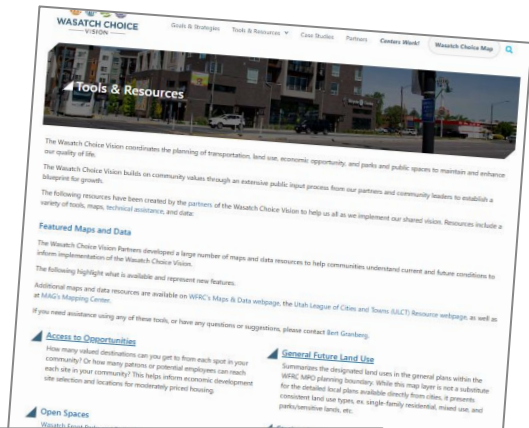 WASATCH CHOICE
VISION
Goals & Strategies Tools & Resources Case Studies Partners Centers Work! Wasatch Choice Map
Tools & Resources
The Wasatch Choice Vision coordinates the planning of transportation, land use, economic opportunity, and parks and public spaces to maintain and enhance
our quality of life.
The Wasatch Choice Vision builds on community values through an extensive public input process from our partners and community leaders to establish a
blueprint for growth.
The following resources have been created by the partners of the Wasatch Choice Vision to help us all as we implement our shared vision. Resources include a
variety of tools, maps, technical assistance, and data:
Featured Maps and Data
The Wasatch Choice Vision Partners developed a large number of maps and data resources to help communities understand current and future conditions to
inform implementation of the Wasatch Choice Vision.
The following highlight what is available and represent new features.
Additional maps and data resources are available on WFRC's Maps & Data webpage, the Utah League of Cities and Towns (ULCT) Resource webpage, as well as
at MAG's Mapping Center.
If you need assistance using any of these tools, or have any questions or suggestions, please contact Bert Granberg.
Access to Opportunities
How many valued destinations can you get to from each spot in your
community? Or how many patrons or potential employees can reach
each site in your community? This helps inform economic development
site selection and locations for moderately priced housing.
General Future Land Use
Summarizes the designated land uses in the general plans within the
WFRC MPO planning boundary. While this map layer is not a substitute
for the detailed local plans available directly from cities, it presents
consistent land use types, ex. single-family residential, mixed use, and
parks/sensitive lands, etc.
Open Spaces